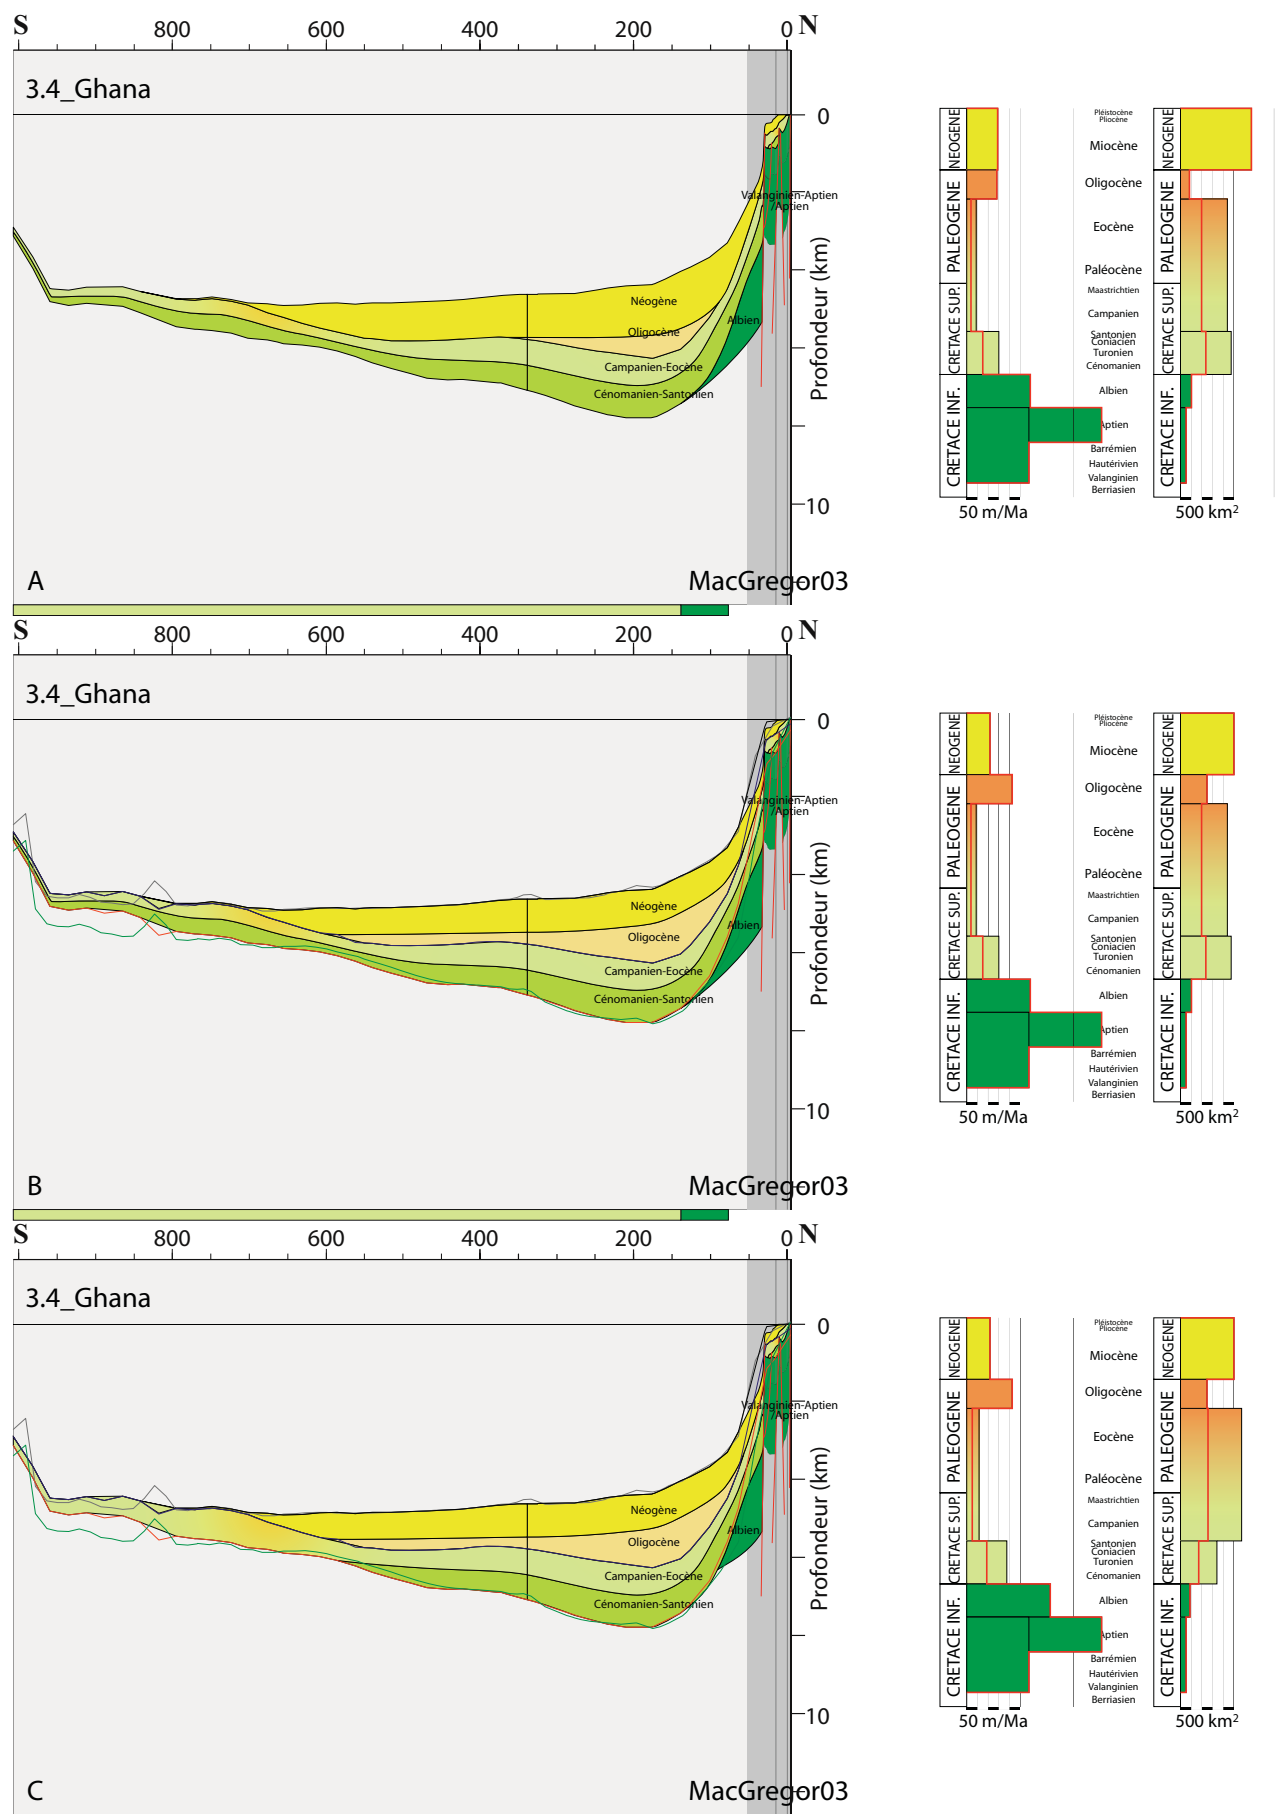 S 800 600 400 200 0 N
3.4_Ghana
0
Valanginien-Aptien
/Aptien
Néogène
Oligocène
Albien
Campanien-Eocène
Cénomanien-Santonien
Profondeur (km)
10
A
MacGregor03
NEOGENE
PALEOGENE
CRETACE SUP.
CRETACE INF.
Pléistocène
Pliocène
Miocène
Oligocène
Eocène
Paléocène
Maastrichtien
Campanien
Santonien
Coniacien
Turonien
Cénomanien
Albien
Aptien
Barrémien
Hautérivien
Valanginien
Berriasien
50 m/Ma
NEOGENE
PALEOGENE
CRETACE SUP.
CRETACE INF.
500 km²
S 800 600 400 200 0 N
3.4_Ghana
0
Valanginien-Aptien
/Aptien
Néogène
Albien
Oligocène
Campanien-Eocène
Cénomanien-Santonien
Profondeur (km)
10
B
MacGregor03
NEOGENE
PALEOGENE
CRETACE SUP.
CRETACE INF.
Pléistocène
Pliocène
Miocène
Oligocène
Eocène
Paléocène
Maastrichtien
Campanien
Santonien
Coniacien
Turonien
Cénomanien
Albien
Aptien
Barrémien
Hautérivien
Valanginien
Berriasien
50 m/Ma
NEOGENE
PALEOGENE
CRETACE SUP.
CRETACE INF.
500 km²
S 800 600 400 200 0 N
3.4_Ghana
0
Valanginien-Aptien
/Aptien
Néogène
Albien
Oligocène
Campanien-Eocène
Cénomanien-Santonien
Profondeur (km)
10
C
MacGregor03
NEOGENE
PALEOGENE
CRETACE SUP.
CRETACE INF.
Pléistocène
Pliocène
Miocène
Oligocène
Eocène
Paléocène
Maastrichtien
Campanien
Santonien
Coniacien
Turonien
Cénomanien
Albien
Aptien
Barrémien
Hautérivien
Valanginien
Berriasien
50 m/Ma
NEOGENE
PALEOGENE
CRETACE SUP.
CRETACE INF.
500 km²